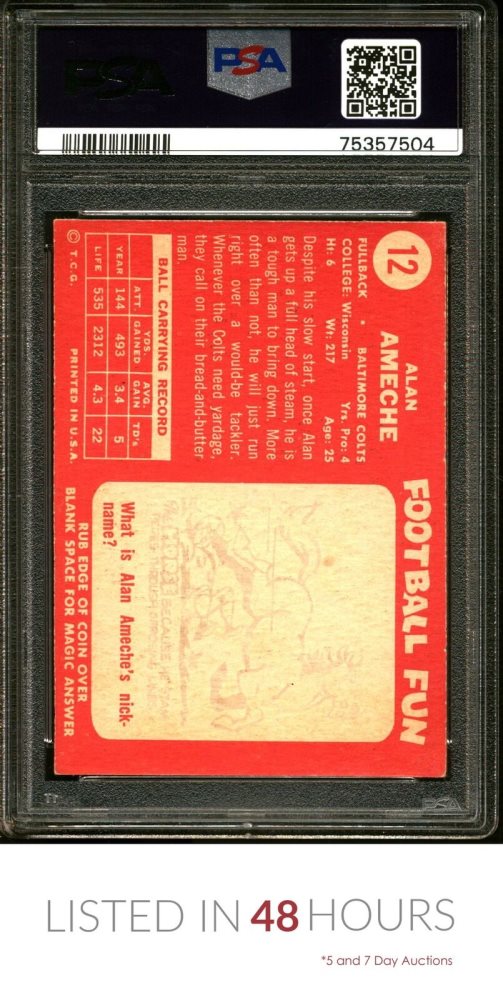 PSA
PSA
75357504
12
ALAN
AMECHE
FULLBACK • BALTIMORE COLTS
COLLEGE: Wisconsin Yrs. Pro: 4
Ht: 6 Wt: 217 Age: 25
Despite his slow start, once Alan
gets up a full head of steam, he is
a tough man to bring down. More
often than not, he will just run
right over a would-be tackler.
Whenever the Colts need yardage,
they call on their bread-and-butter
man.
BALL CARRYING RECORD
ATT. YDS. GAINED AVG. GAIN TD's
YEAR 144 493 3.4 5
LIFE 535 2312 4.3 22
© T.C.G. PRINTED IN U.S.A.
FOOTBALL FUN
What is Alan Ameche's nick-
name?
RUB EDGE OF COIN OVER
BLANK SPACE FOR MAGIC ANSWER
PSA
LISTED IN 48 HOURS
*5 and 7 Day Auctions